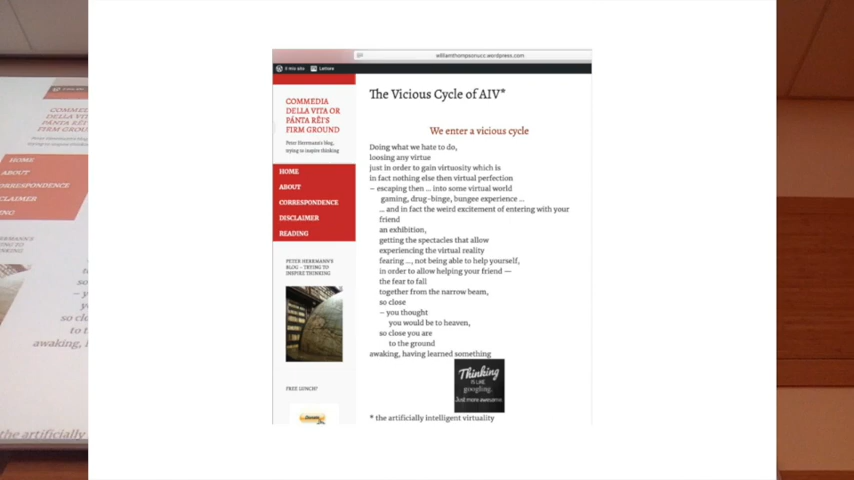 williamthompsonucc.wordpress.com
Il mio sito
Lettore
COMMEDIA
DELLA VITA OR
PÁNTA RĒI'S
FIRM GROUND
Peter Herrmann's blog,
trying to inspire thinking
HOME
ABOUT
CORRESPONDENCE
DISCLAIMER
READING
PETER HERRMANN'S
BLOG – TRYING TO
INSPIRE THINKING
FREE LUNCH?
The Vicious Cycle of AIV*
We enter a vicious cycle
Doing what we hate to do,
loosing any virtue
just in order to gain virtuosity which is
in fact nothing else then virtual perfection
– escaping then … into some virtual world
gaming, drug-binge, bungee experience …
… and in fact the weird excitement of entering with your
friend
an exhibition,
getting the spectacles that allow
experiencing the virtual reality
fearing …, not being able to help yourself,
in order to allow helping your friend —
the fear to fall
together from the narrow beam,
so close
– you thought
you would be to heaven,
so close you are
to the ground
awaking, having learned something
Thinking
IS LIKE
googling.
Just more awesome.
* the artificially intelligent virtuality